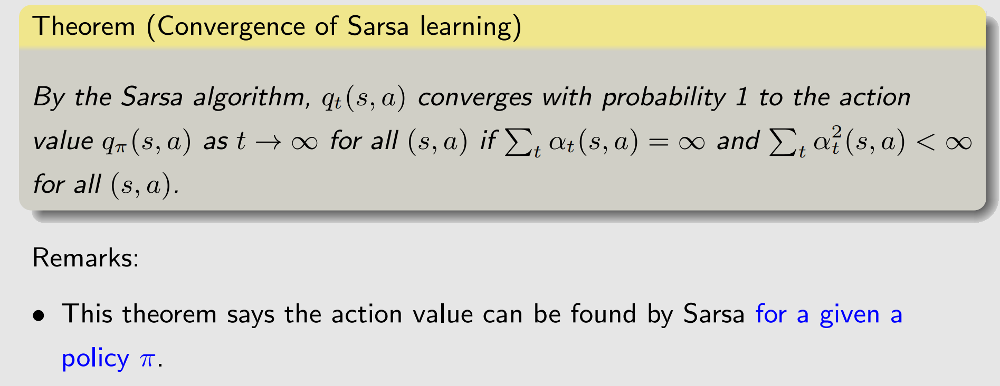 Theorem (Convergence of Sarsa learning)
By the Sarsa algorithm, $q_t(s, a)$ converges with probability 1 to the action
value $q_\pi(s, a)$ as $t \to \infty$ for all $(s, a)$ if $\sum_t \alpha_t(s, a) = \infty$ and $\sum_t \alpha_t^2(s, a) < \infty$
for all $(s, a)$.
Remarks:
• This theorem says the action value can be found by Sarsa for a given a
policy $\pi$.